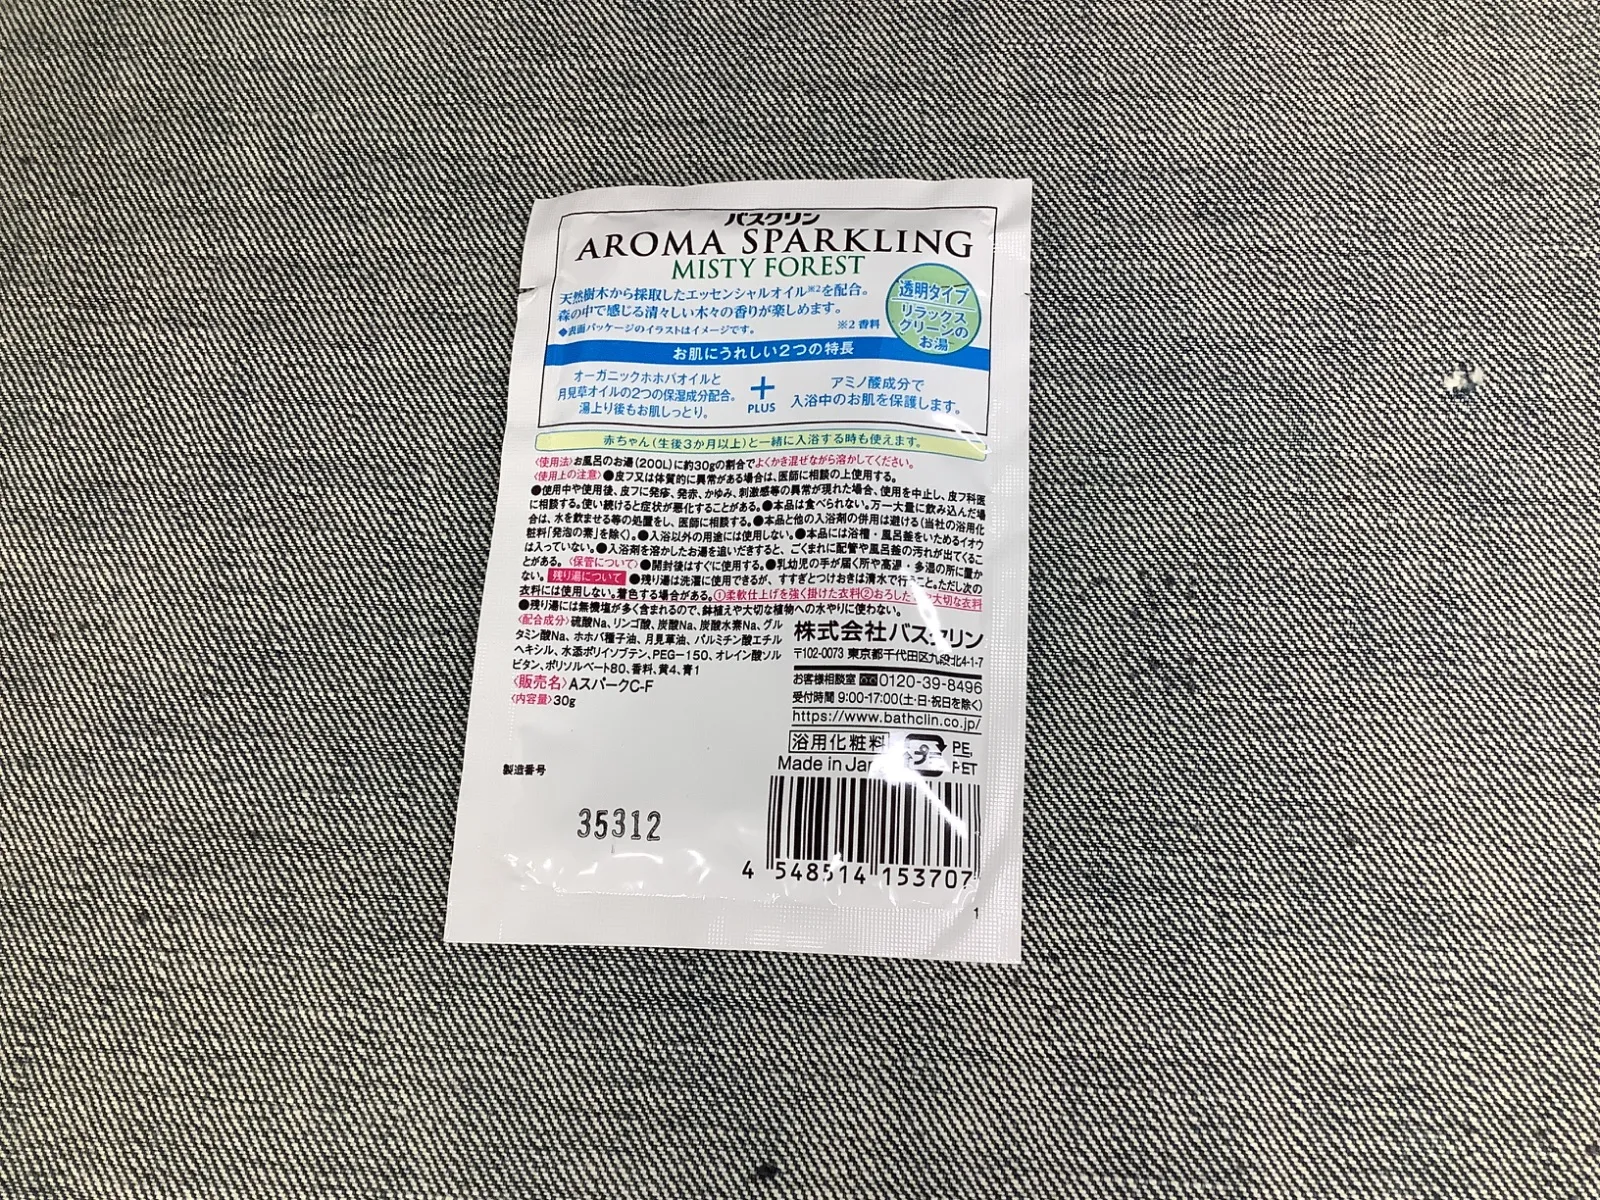 バスクリン
AROMA SPARKLING
MISTY FOREST
天然樹木から採取したエッセンシャルオイル※2を配合。
森の中で感じる清々しい木々の香りが楽しめます。
◆表面パッケージのイラストはイメージです。 ※2 香料
透明タイプ
リラックス
グリーンの
お湯
お肌にうれしい2つの特長
オーガニックホホバオイルと
月見草オイルの2つの保湿成分配合。
湯上り後もお肌しっとり。
+
PLUS
アミノ酸成分で
入浴中のお肌を保護します。
赤ちゃん(生後3か月以上)と一緒に入浴する時も使えます。
〈使用法〉お風呂のお湯(200L)に約30gの割合でよくかき混ぜながら溶かしてください。
〈使用上の注意〉●皮フ又は体質的に異常がある場合は、医師に相談の上使用する。
●使用中や使用後、皮フに発疹、発赤、かゆみ、刺激感等の異常が現れた場合、使用を中止し、皮フ科医
に相談する。使い続けると症状が悪化することがある。●本品は食べられない。万一大量に飲み込んだ場
合は、水を飲ませる等の処置をし、医師に相談する。●本品と他の入浴剤の併用は避ける(当社の浴用化
粧料「発泡の素」を除く)。●入浴以外の用途には使用しない。●本品には浴槽・風呂釜をいためるイオウ
は入っていない。●入浴剤を溶かしたお湯を追いだきすると、ごくまれに配管や風呂釜の汚れが出てくるこ
とがある。〈保管について〉●開封後はすぐに使用する。●乳幼児の手が届く所や高温・多湿の所に置か
ない。 残り湯について ●残り湯は洗濯に使用できるが、すすぎとつけおきは清水で行うこと。ただし次の
衣料には使用しない。着色する場合がある。①柔軟仕上げを強く掛けた衣料②おろした や大切な衣料
●残り湯には無機塩が多く含まれるので、鉢植えや大切な植物への水やりに使わない。
〈配合成分〉硫酸Na、リンゴ酸、炭酸Na、炭酸水素Na、グル
タミン酸Na、ホホバ種子油、月見草油、パルミチン酸エチル
ヘキシル、水添ポリイソブテン、PEG-150、オレイン酸ソル
ビタン、ポリソルベート80、香料、黄4、青1
〈販売名〉AスパークC-F
〈内容量〉30g
株式会社バスクリン
〒102-0073 東京都千代田区九段北4-1-7
お客様相談室 0120-39-8496
受付時間 9:00-17:00(土・日・祝日を除く)
https://www.bathclin.co.jp/
浴用化粧料
プラ
PE,
PET
Made in Japan
製造番号
35312
4 548514 153707
1